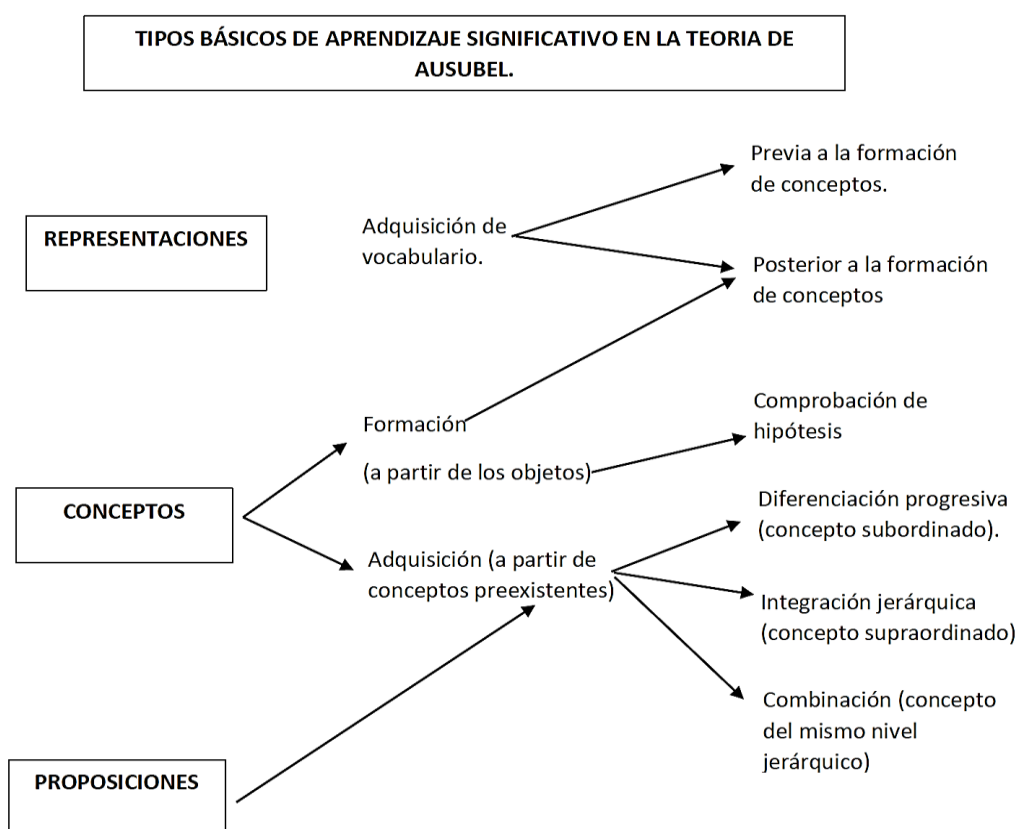 TIPOS BÁSICOS DE APRENDIZAJE SIGNIFICATIVO EN LA TEORIA DE
AUSUBEL.
REPRESENTACIONES
Adquisición de
vocabulario.
Previa a la formación
de conceptos.
Posterior a la formación
de conceptos
CONCEPTOS
Formación
(a partir de los objetos)
Comprobación de
hipótesis
Adquisición (a partir de
conceptos preexistentes)
Diferenciación progresiva
(concepto subordinado).
Integración jerárquica
(concepto supraordinado)
Combinación (concepto
del mismo nivel
jerárquico)
PROPOSICIONES